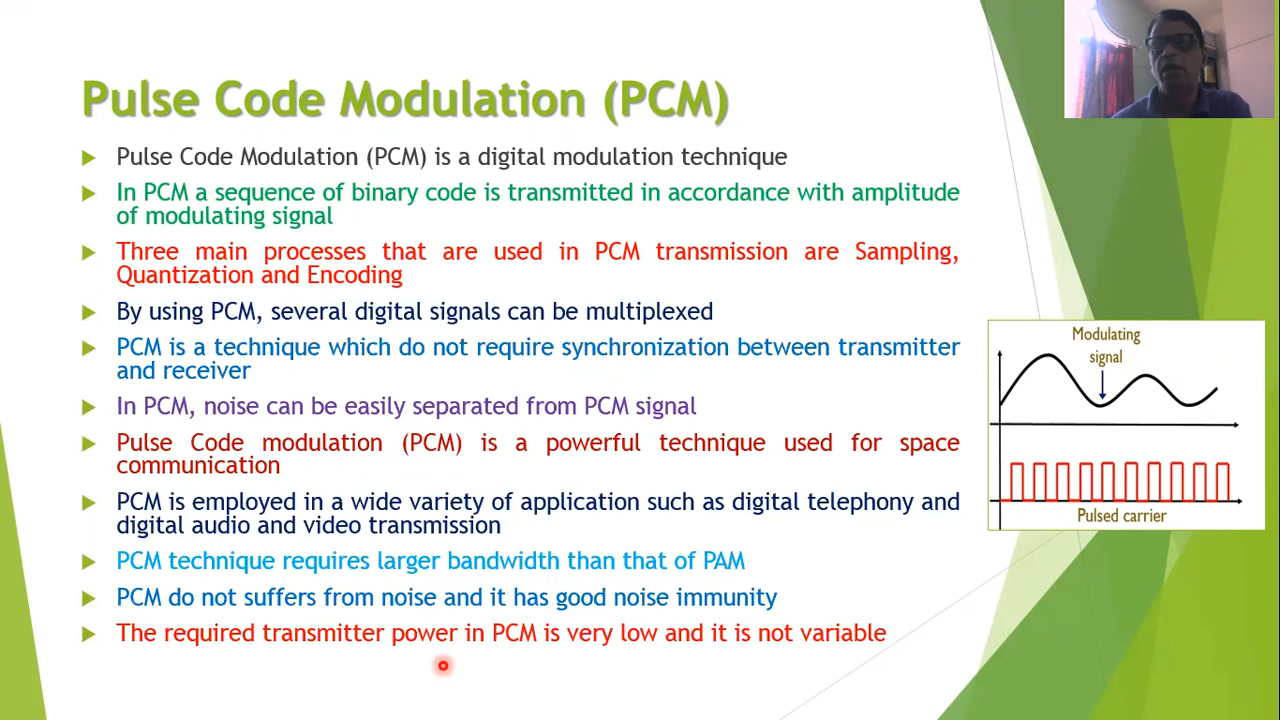 Pulse Code Modulation (PCM)
Pulse Code Modulation (PCM) is a digital modulation technique
In PCM a sequence of binary code is transmitted in accordance with amplitude
of modulating signal
Three main processes that are used in PCM transmission are Sampling,
Quantization and Encoding
By using PCM, several digital signals can be multiplexed
PCM is a technique which do not require synchronization between transmitter
and receiver
In PCM, noise can be easily separated from PCM signal
Pulse Code modulation (PCM) is a powerful technique used for space
communication
PCM is employed in a wide variety of application such as digital telephony and
digital audio and video transmission
PCM technique requires larger bandwidth than that of PAM
PCM do not suffers from noise and it has good noise immunity
The required transmitter power in PCM is very low and it is not variable
Modulating
signal
Pulsed carrier